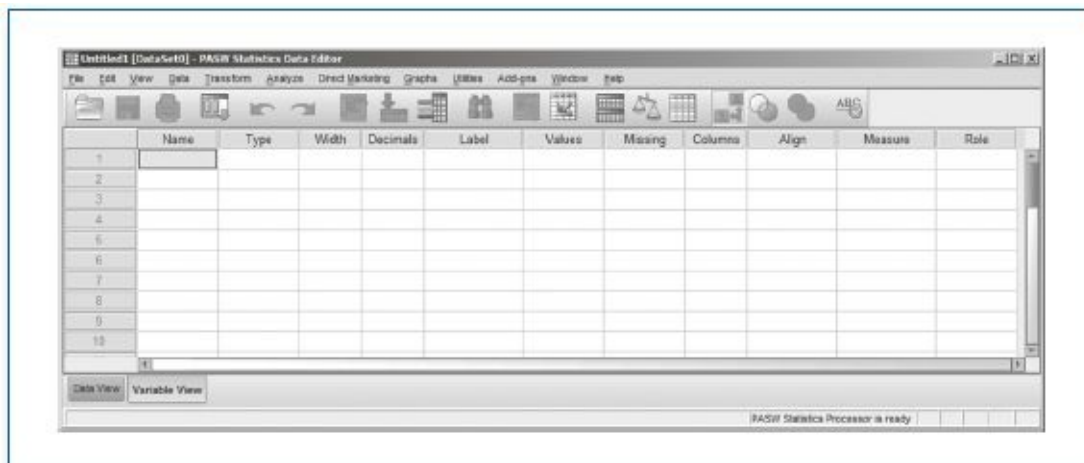 Untitled1 [DataSet0] - PASW Statistics Data Editor
File Edit View Data Transform Analyze Direct Marketing Graphs Utilities Add-ons Window Help
ABC
Name Type Width Decimals Label Values Missing Columns Align Measure Role
1
2
3
4
5
6
7
8
9
10
Data View Variable View
PASW Statistics Processor is ready